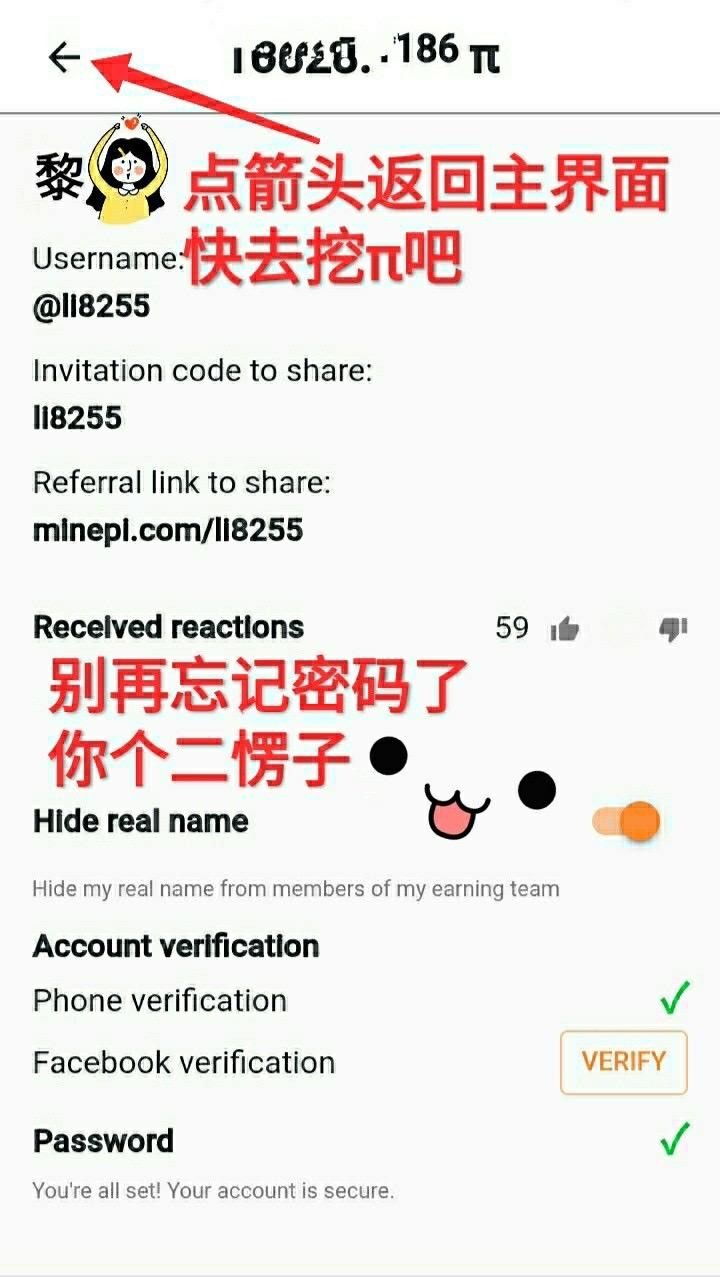 186 π
黎
点箭头返回主界面
快去挖π吧
Username:
@li8255
Invitation code to share:
li8255
Referral link to share:
minepi.com/li8255
Received reactions 59
别再忘记密码了
你个二愣子
Hide real name
Hide my real name from members of my earning team
Account verification
Phone verification
Facebook verification VERIFY
Password
You're all set! Your account is secure.